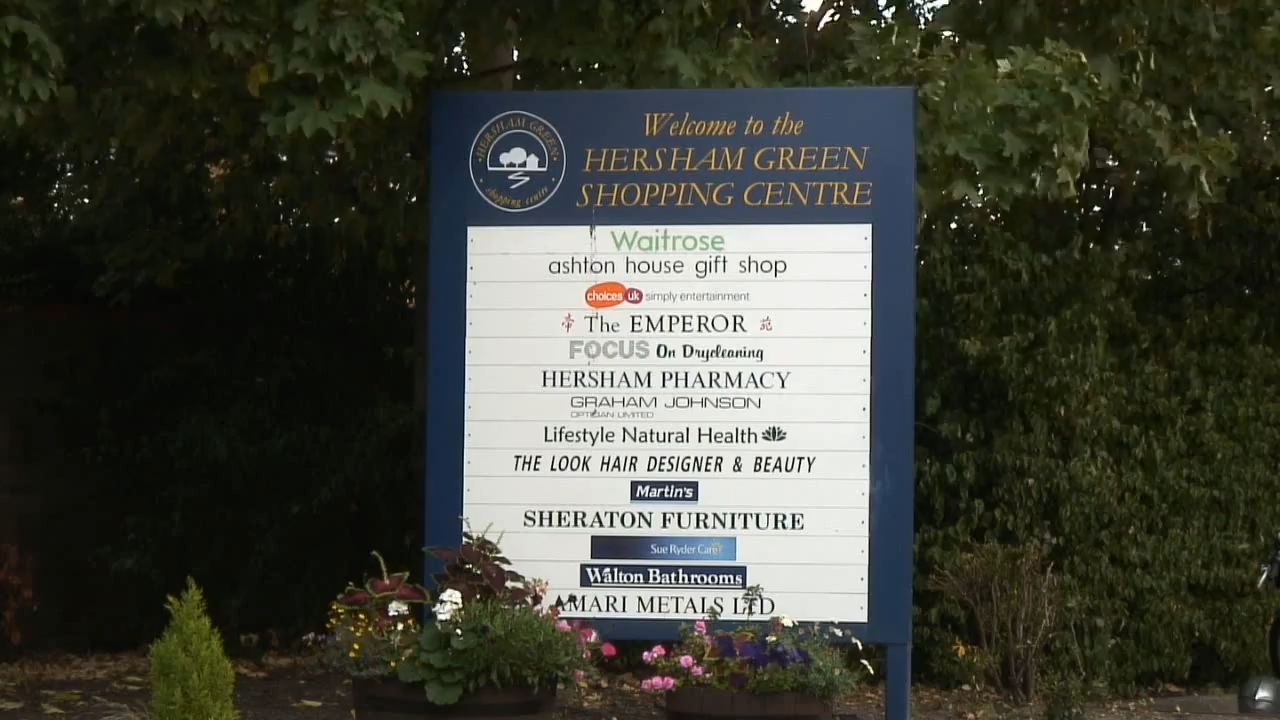 HERSHAM GREEN
shopping centre
Welcome to the
HERSHAM GREEN
SHOPPING CENTRE
Waitrose
ashton house gift shop
choices uk simply entertainment
The EMPEROR
FOCUS On Drycleaning
HERSHAM PHARMACY
GRAHAM JOHNSON
OPTICIAN LIMITED
Lifestyle Natural Health
THE LOOK HAIR DESIGNER & BEAUTY
Martin's
SHERATON FURNITURE
Sue Ryder Care
Walton Bathrooms
AMARI METALS LTD